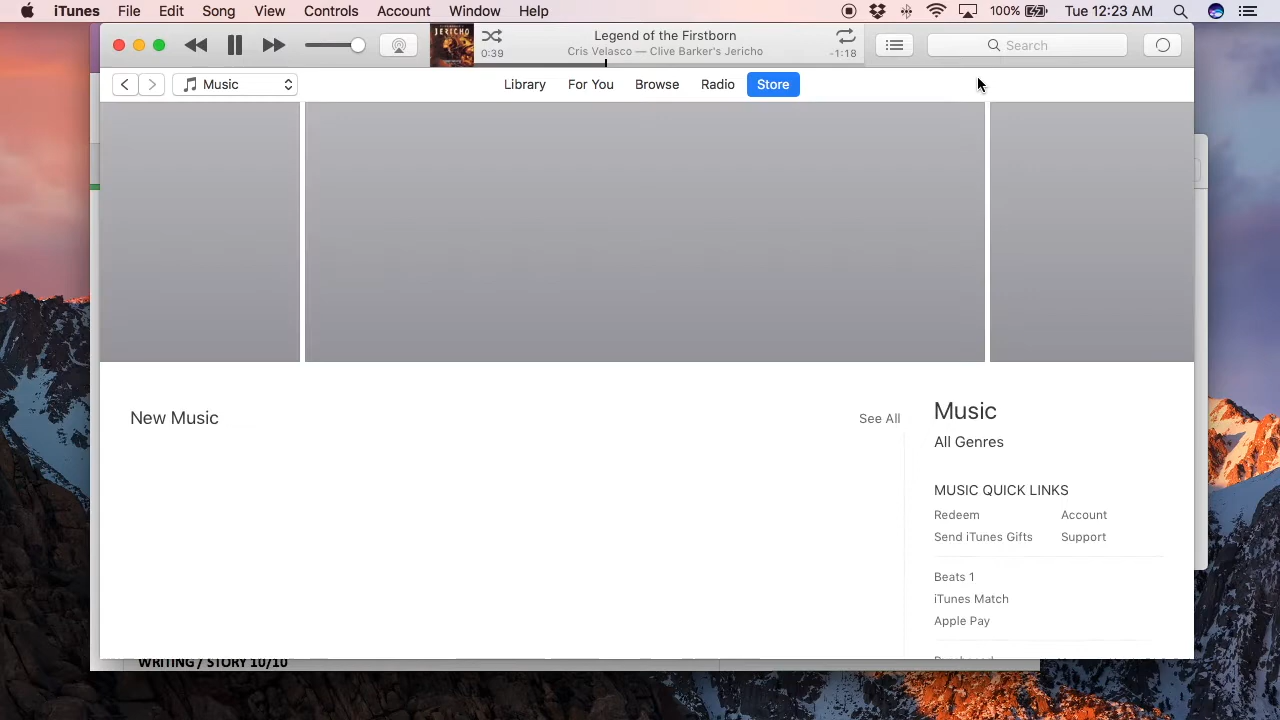 iTunes File Edit Song View Controls Account Window Help 100% Tue 12:23 AM
JERICHO
Legend of the Firstborn
Cris Velasco — Clive Barker's Jericho
0:39 -1:18
Search
Music Library For You Browse Radio Store
New Music See All
Music
All Genres
MUSIC QUICK LINKS
Redeem Account
Send iTunes Gifts Support
Beats 1
iTunes Match
Apple Pay
WRITING / STORY 10/10